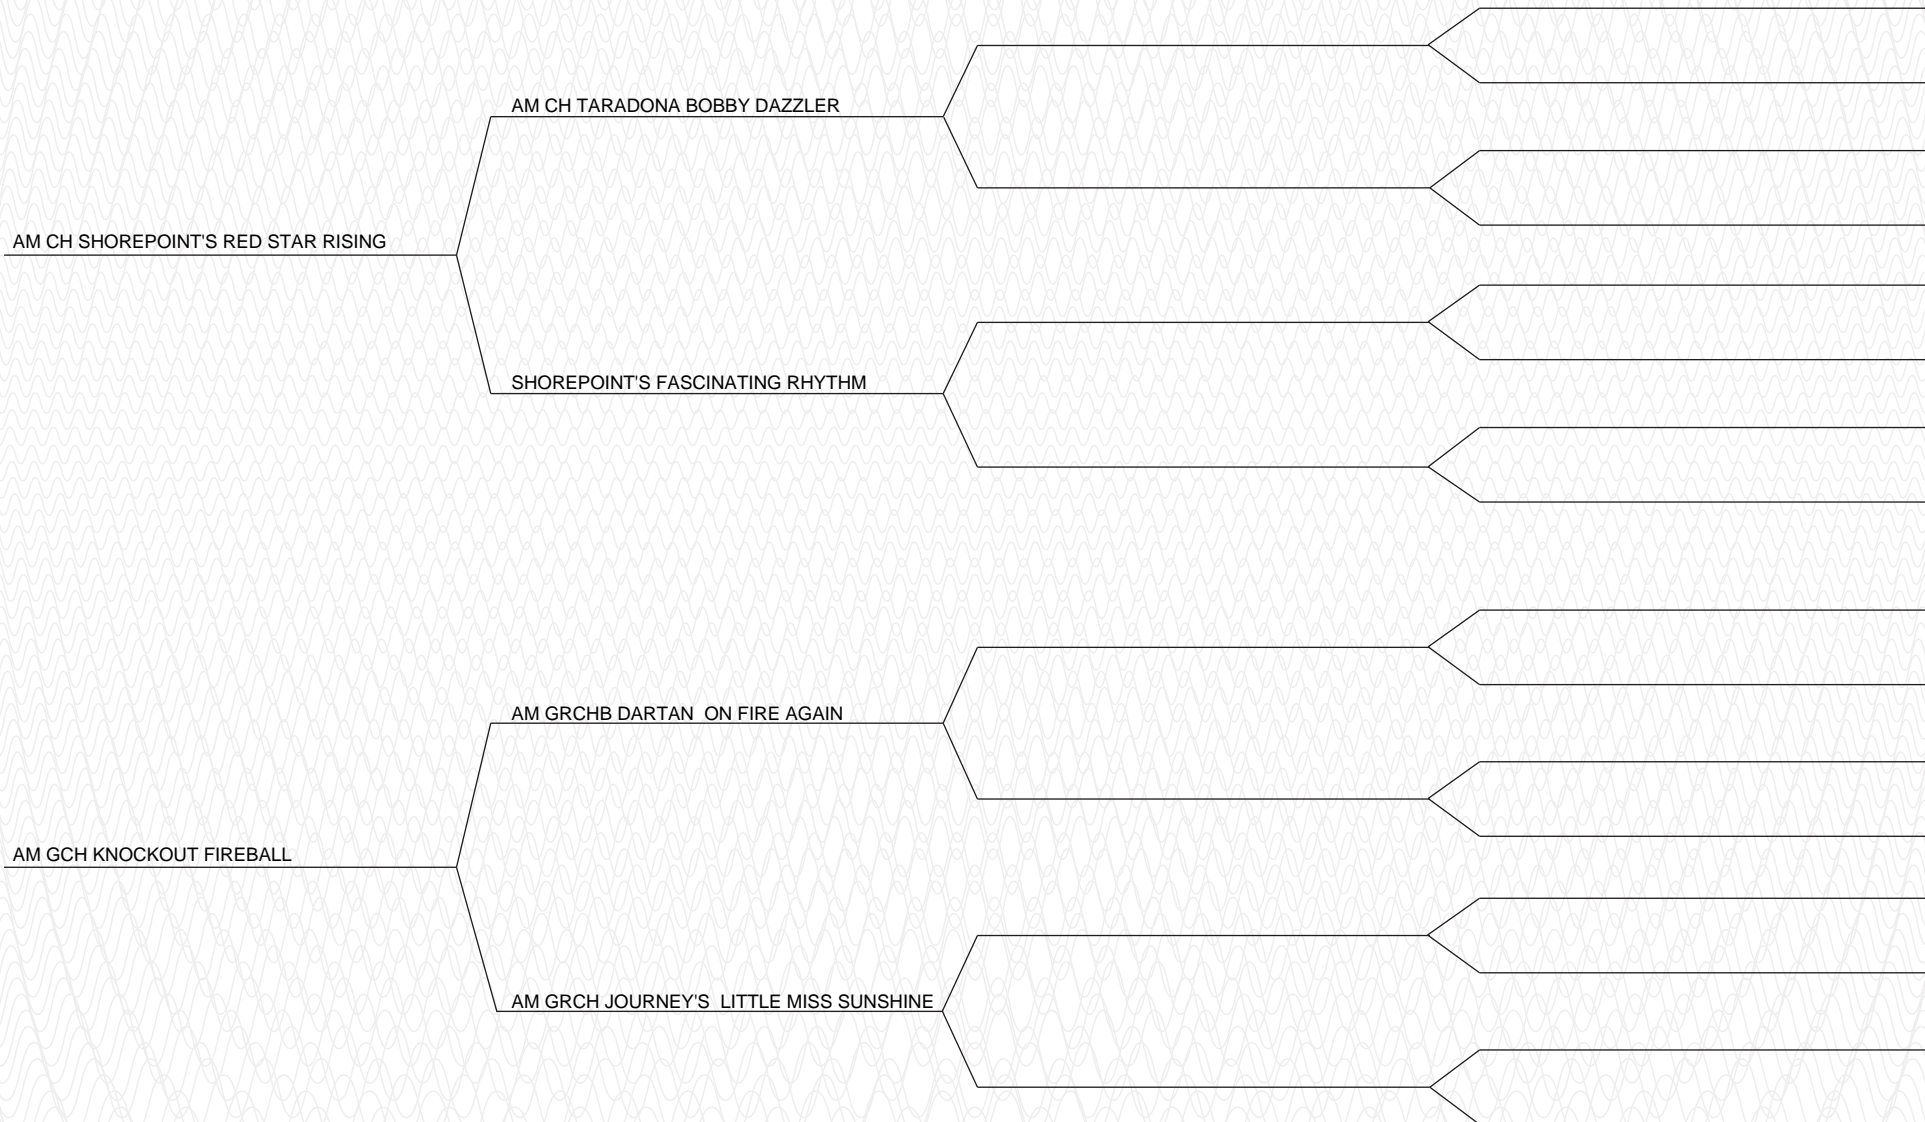 AM CH TARADONA BOBBY DAZZLER
AM CH SHOREPOINT'S RED STAR RISING
SHOREPOINT'S FASCINATING RHYTHM
AM GRCHB DARTAN  ON FIRE AGAIN
AM GCH KNOCKOUT FIREBALL
AM GRCH JOURNEY'S  LITTLE MISS SUNSHINE